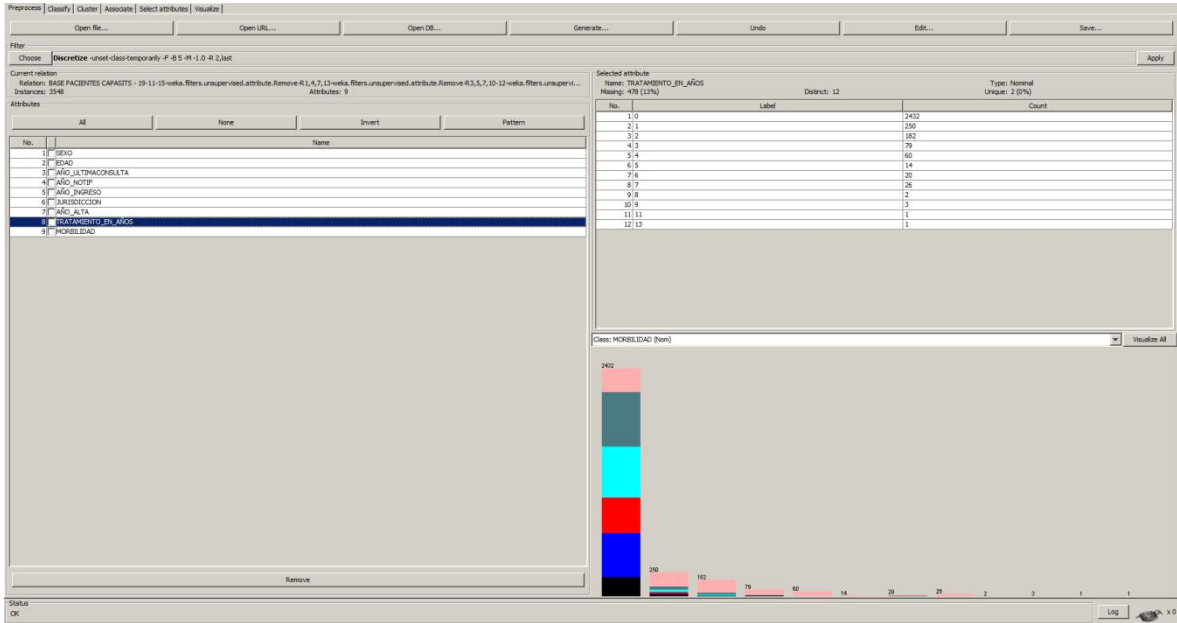 Preprocess Classify Cluster Associate Select attributes Visualize
Open file... Open URL... Open DB... Generate... Undo Edit... Save...
Filter
Choose Discretize -unset-class-temporarily -F -B 5 -M -1.0 -R 2,last Apply
Current relation
Relation: BASE PACIENTES CAPASITS - 19-11-15-weka.filters.unsupervised.attribute.Remove-R1,4,7,13-weka.filters.unsupervised.attribute.Remove-R3,5,7,10-12-weka.filters.unsupervi...
Instances: 3548 Attributes: 9
Attributes
All None Invert Pattern
No. Name
1 SEXO
2 EDAD
3 AÑO_ULTIMACONSULTA
4 AÑO_NOTIF
5 AÑO_INGRESO
6 JURISDICCION
7 AÑO_ALTA
8 TRATAMIENTO_EN_AÑOS
9 MORBILIDAD
Remove
Selected attribute
Name: TRATAMIENTO_EN_AÑOS Type: Nominal
Missing: 478 (13%) Distinct: 12 Unique: 2 (0%)
No. Label Count
1 0 2432
2 1 250
3 2 182
4 3 79
5 4 60
6 5 14
7 6 20
8 7 26
9 8 2
10 9 3
11 11 1
12 13 1
Class: MORBILIDAD (Nom) Visualize All
2432
250 182 79 60 14 20 26 2 3 1 1
Status
OK Log x 0